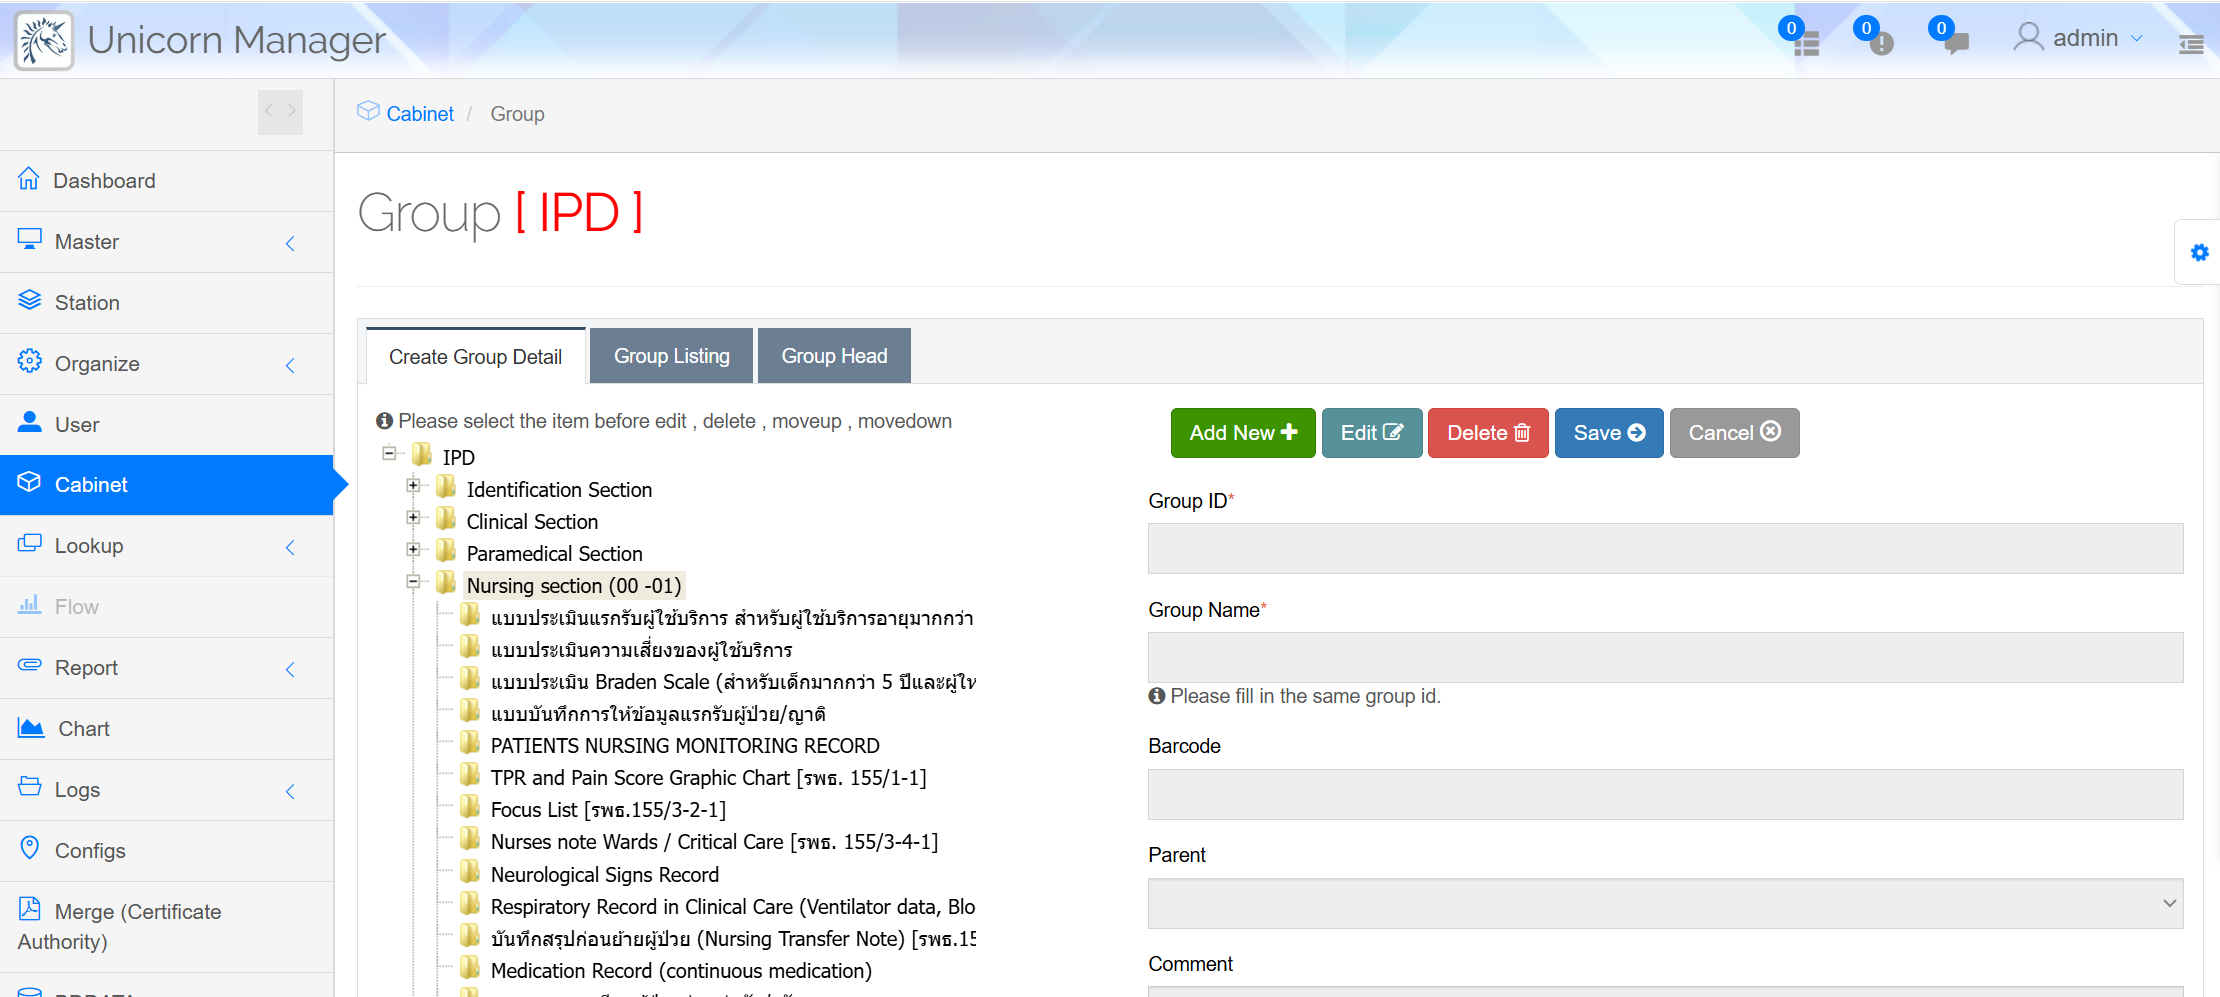 Unicorn Manager
0
0
0
admin
Cabinet / Group
Dashboard
Master
Station
Organize
User
Cabinet
Lookup
Flow
Report
Chart
Logs
Configs
Merge (Certificate
Authority)
Group [ IPD ]
Create Group Detail
Group Listing
Group Head
Please select the item before edit , delete , moveup , movedown
IPD
Identification Section
Clinical Section
Paramedical Section
Nursing section (00 -01)
แบบประเมินแรกรับผู้ใช้บริการ สำหรับผู้ใช้บริการอายุมากกว่า
แบบประเมินความเสี่ยงของผู้ใช้บริการ
แบบประเมิน Braden Scale (สำหรับเด็กมากกว่า 5 ปีและผู้ให
แบบบันทึกการให้ข้อมูลแรกรับผู้ป่วย/ญาติ
PATIENTS NURSING MONITORING RECORD
TPR and Pain Score Graphic Chart [รพธ. 155/1-1]
Focus List [รพธ.155/3-2-1]
Nurses note Wards / Critical Care [รพธ. 155/3-4-1]
Neurological Signs Record
Respiratory Record in Clinical Care (Ventilator data, Blo
บันทึกสรุปก่อนย้ายผู้ป่วย (Nursing Transfer Note) [รพธ.15
Medication Record (continuous medication)
Add New
Edit
Delete
Save
Cancel
Group ID*
Group Name*
Please fill in the same group id.
Barcode
Parent
Comment